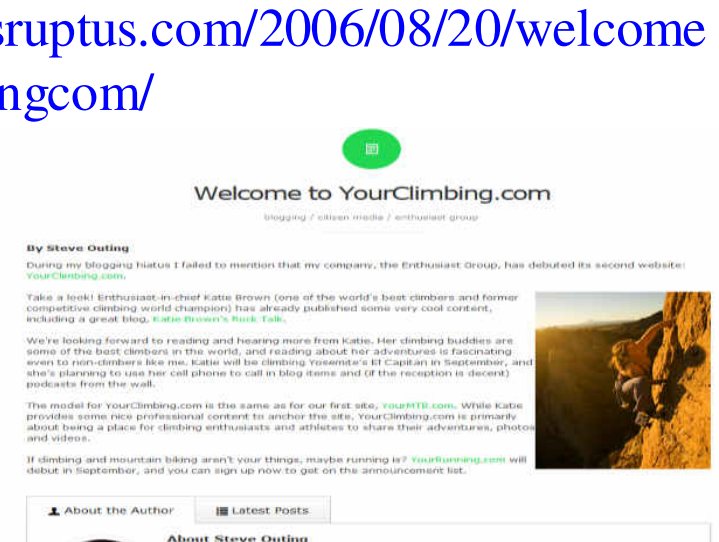 sruptus.com/2006/08/20/welcome
ngcom/
Welcome to YourClimbing.com
blogging / citizen media / enthusiast group
By Steve Outing
During my blogging hiatus I failed to mention that my company, the Enthusiast Group, has debuted its second website:
YourClimbing.com.
Take a look! Enthusiast-in-chief Katie Brown (one of the world's best climbers and former
competitive climbing world champion) has already published some very cool content,
including a great blog, Katie Brown's Rock Talk.
We're looking forward to reading and hearing more from Katie. Her climbing buddies are
some of the best climbers in the world, and reading about her adventures is fascinating
even to non-climbers like me. Katie will be climbing Yosemite's El Capitan in September, and
she's planning to use her cell phone to call in blog items and (if the reception is decent)
podcasts from the wall.
The model for YourClimbing.com is the same as for our first site, YourMTB.com. While Katie
provides some nice professional content to anchor the site, YourClimbing.com is primarily
about being a place for climbing enthusiasts and athletes to share their adventures, photos
and videos.
If climbing and mountain biking aren't your things, maybe running is? YourRunning.com will
debut in September, and you can sign up now to get on the announcement list.
About the Author
Latest Posts
About Steve Outing